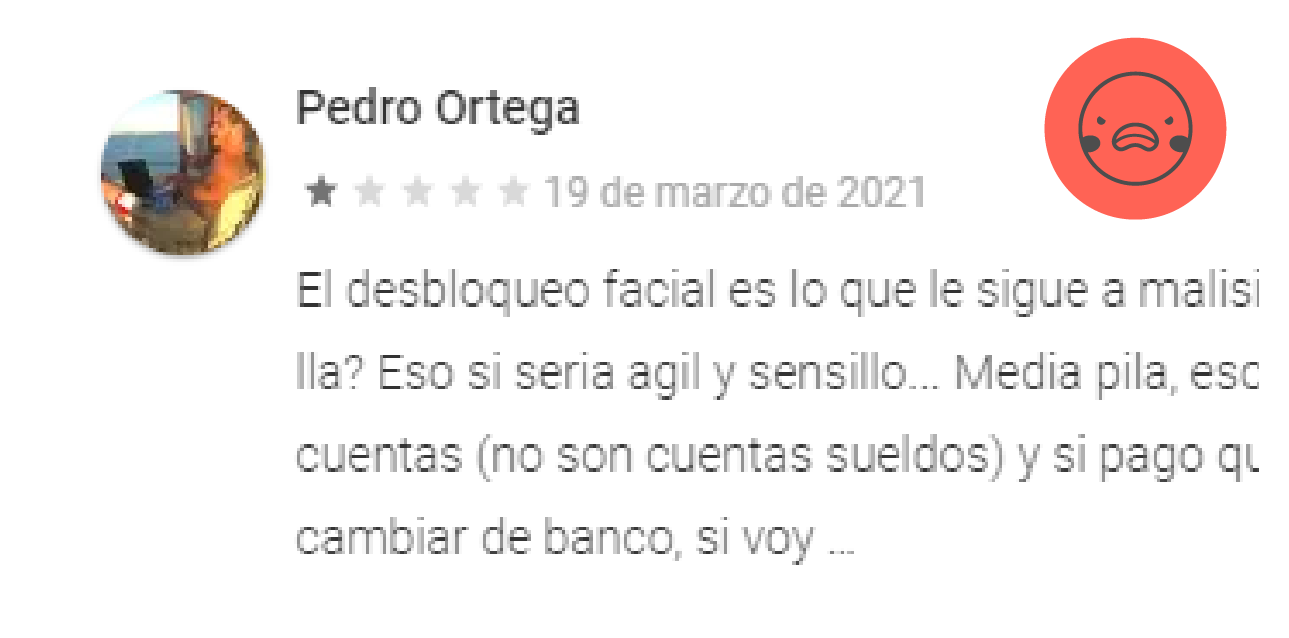 Pedro Ortega
19 de marzo de 2021
El desbloqueo facial es lo que le sigue a malisi
lla? Eso si seria agil y sensillo... Media pila, eso
cuentas (no son cuentas sueldos) y si pago qu
cambiar de banco, si voy ...